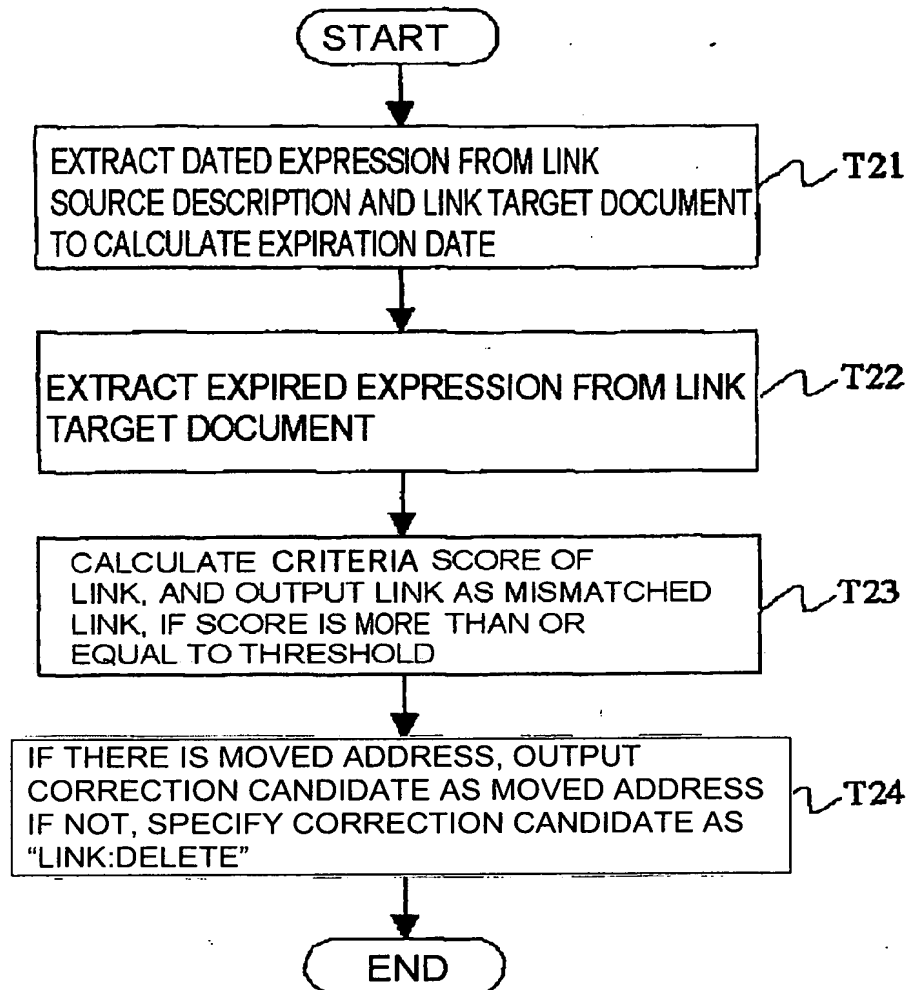 START
EXTRACT DATED EXPRESSION FROM LINK
SOURCE DESCRIPTION AND LINK TARGET DOCUMENT
TO CALCULATE EXPIRATION DATE
T21
EXTRACT EXPIRED EXPRESSION FROM LINK
TARGET DOCUMENT
T22
CALCULATE CRITERIA SCORE OF
LINK, AND OUTPUT LINK AS MISMATCHED
LINK, IF SCORE IS MORE THAN OR
EQUAL TO THRESHOLD
T23
IF THERE IS MOVED ADDRESS, OUTPUT
CORRECTION CANDIDATE AS MOVED ADDRESS
IF NOT, SPECIFY CORRECTION CANDIDATE AS
“LINK:DELETE”
T24
END